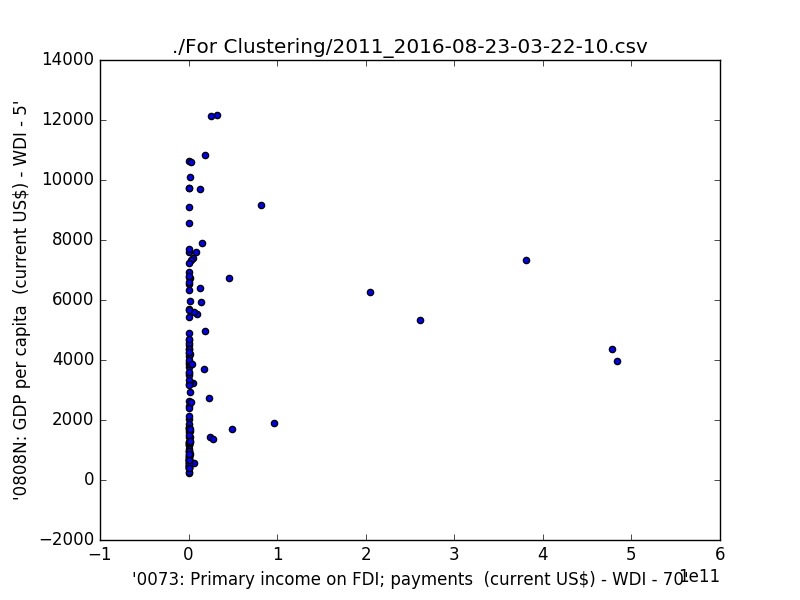 ./For Clustering/2011_2016-08-23-03-22-10.csv
14000
12000
10000
8000
6000
4000
2000
0
−2000
'0808N: GDP per capita  (current US$) - WDI - 5'
−1 0 1 2 3 4 5 6
1e11
'0073: Primary income on FDI; payments  (current US$) - WDI - 70'